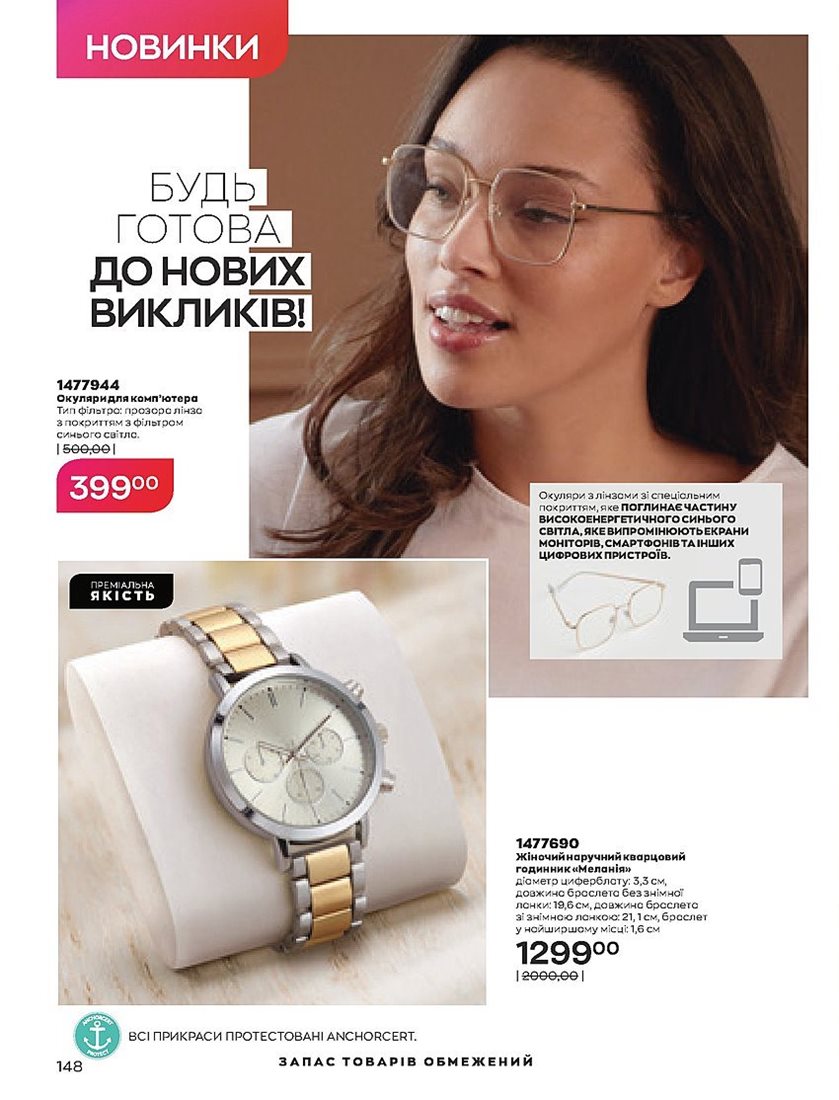 НОВИНКИ
БУДЬ
ГОТОВА
ДО НОВИХ
ВИКЛИКІВ!
1477944
Окуляри для комп'ютера
Тип фільтра: прозора лінза
з покриттям з фільтром
синього світла.
| 500,00 |
399⁰⁰
Окуляри з лінзами зі спеціальним
покриттям, яке ПОГЛИНАЄ ЧАСТИНУ
ВИСОКОЕНЕРГЕТИЧНОГО СИНЬОГО
СВІТЛА, ЯКЕ ВИПРОМІНЮЮТЬ ЕКРАНИ
МОНІТОРІВ, СМАРТФОНІВ ТА ІНШИХ
ЦИФРОВИХ ПРИСТРОЇВ.
ПРЕМІАЛЬНА
ЯКІСТЬ
1477690
Жіночий наручний кварцовий
годинник «Меланія»
діаметр циферблату: 3,3 см,
довжина браслета без знімної
ланки: 19,6 см, довжина браслета
зі знімною ланкою: 21, 1 см, браслет
у найширшому місці: 1,6 см
1299⁰⁰
| 2000,00 |
ANCHORCERT
PROTECT
ВСІ ПРИКРАСИ ПРОТЕСТОВАНІ ANCHORCERT.
148
ЗАПАС ТОВАРІВ ОБМЕЖЕНИЙ